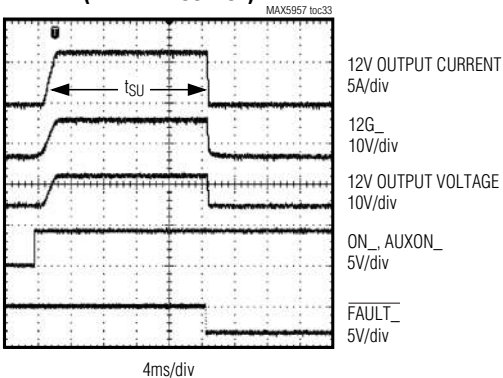 MAX5957 toc33
T
tSU
12V OUTPUT CURRENT
5A/div
12G_
10V/div
12V OUTPUT VOLTAGE
10V/div
ON_, AUXON_
5V/div
FAULT_
5V/div
4ms/div